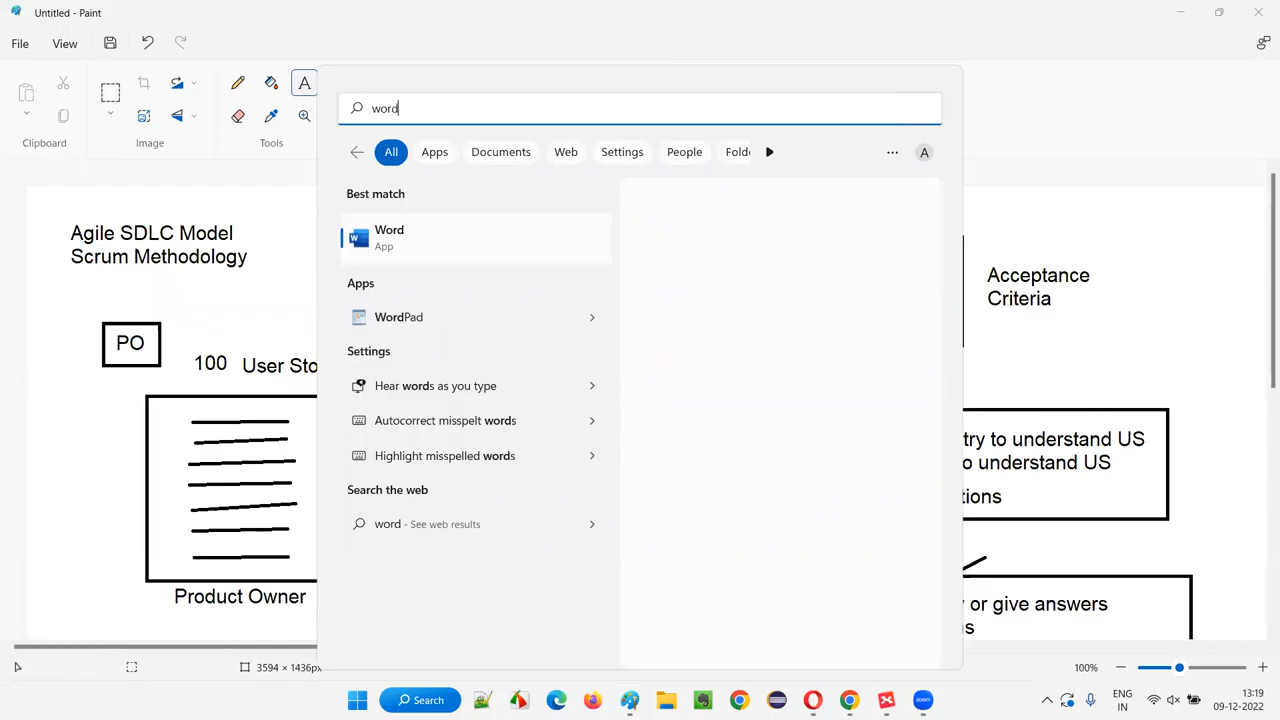 Untitled - Paint
File
View
Clipboard
Image
Tools
A
word
All
Apps
Documents
Web
Settings
People
Folde
A
Best match
Word
App
Apps
WordPad
Settings
Hear words as you type
Autocorrect misspelt words
Highlight misspelled words
Search the web
word - See web results
Agile SDLC Model
Scrum Methodology
PO
100
User Sto
Product Owner
Acceptance
Criteria
try to understand US
o understand US
tions
or give answers
s
3594 × 1436px
100%
Search
zoom
ENG
IN
13:19
09-12-2022